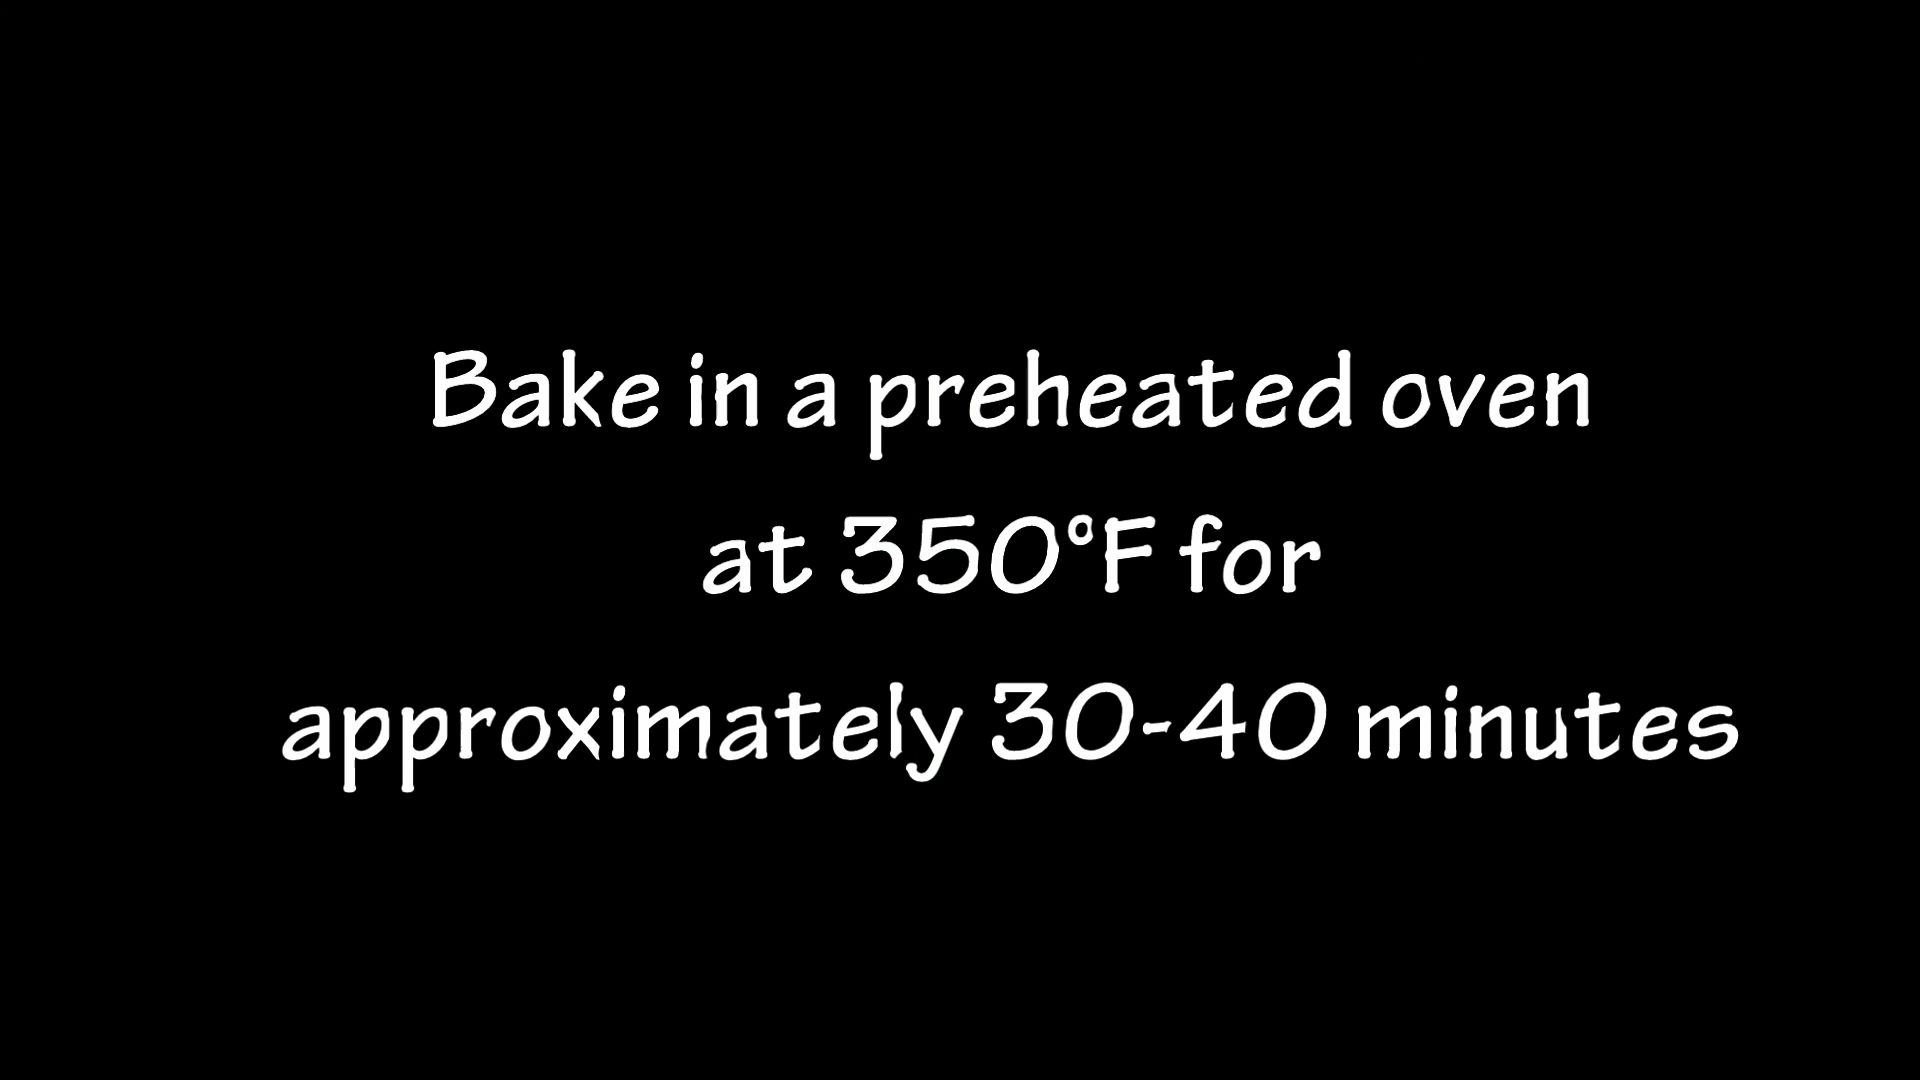 Bake in a preheated oven
at 350°F for
approximately 30-40 minutes